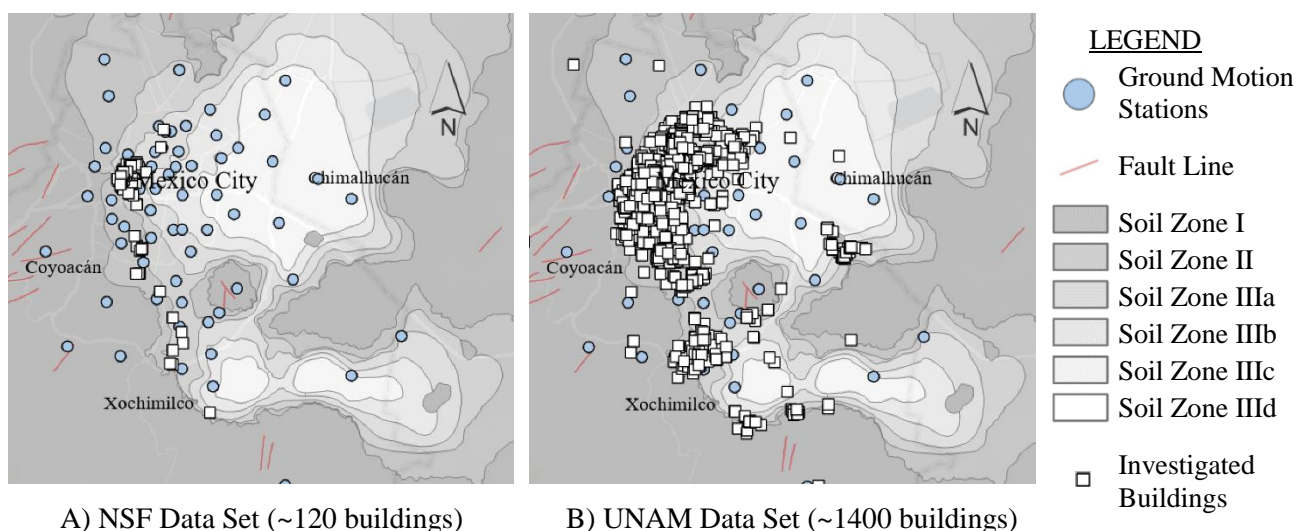 Mexico City
Chimalhucán
Coyoacán
Xochimilco
N
A) NSF Data Set (~120 buildings)
Mexico City
Chimalhucán
Coyoacán
Xochimilco
N
B) UNAM Data Set (~1400 buildings)
LEGEND
Ground Motion
Stations
Fault Line
Soil Zone I
Soil Zone II
Soil Zone IIIa
Soil Zone IIIb
Soil Zone IIIc
Soil Zone IIId
Investigated
Buildings